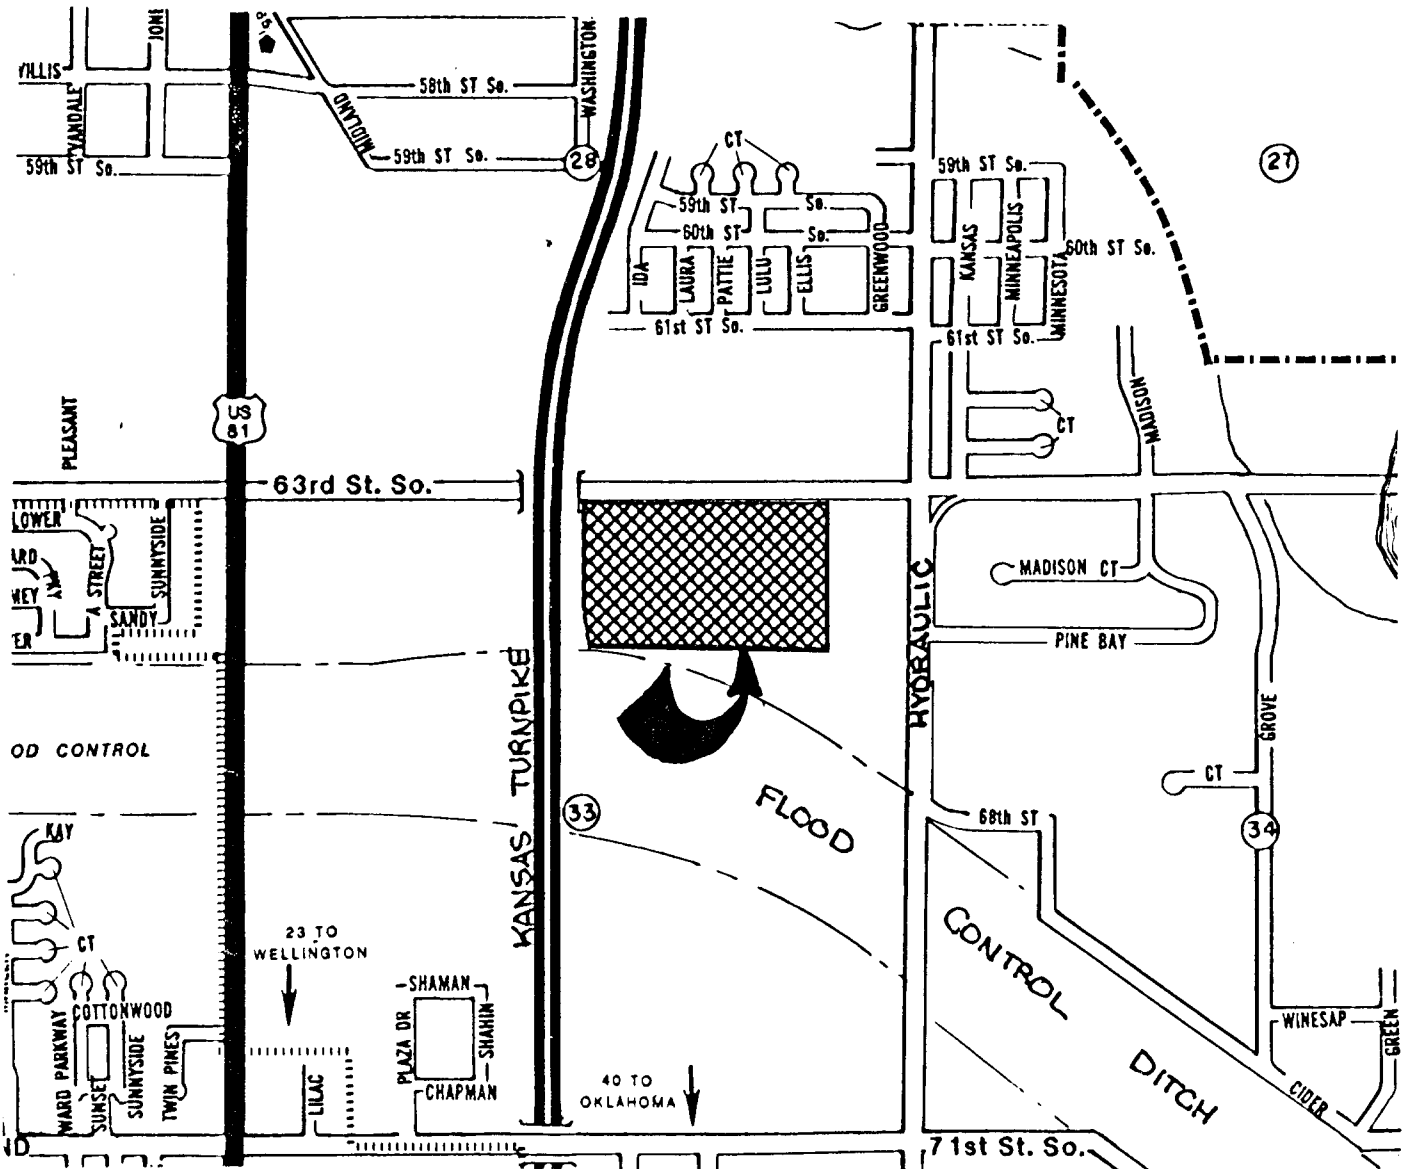 WASHINGTON
58th ST So.
VANDALE
MIDLAND
59th ST So.
28
59th ST So.
CT
59th ST So.
27
59th ST So.
60th ST So.
KANSAS
MINNEAPOLIS
60th ST So.
IDA
LAURA
PATTIE
LULU
ELLIS
GREENWOOD
MINNESOTA
61st ST So.
61st ST So.
MADISON
CT
PLEASANT
US
81
63rd St. So.
LOWER
SUNNYSIDE
A STREET
SANDY
MADISON CT
HYDRAULIC
PINE BAY
KANSAS TURNPIKE
GROVE
OD CONTROL
CT
FLOOD
33
68th ST
34
KAY
CT
23 TO
WELLINGTON
CONTROL
SHAMAN
PLAZA DR
SHAHIN
CHAPMAN
COTTONWOOD
WARD PARKWAY
SUNSET
SUNNYSIDE
TWIN PINES
LILAC
40 TO
OKLAHOMA
WINESAP
GREEN
DITCH
CIDER
71st St. So.